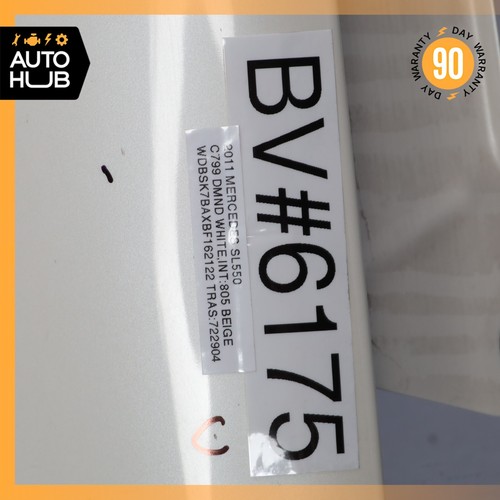 AUTO
HUB
DAY WARRANTY
90
DAY WARRANTY
BV#6175
2011 MERCEDES SL550
C799 DMND WHITE,INT:805 BEIGE
WDBSK7BAXBF162122 TRAS:722904